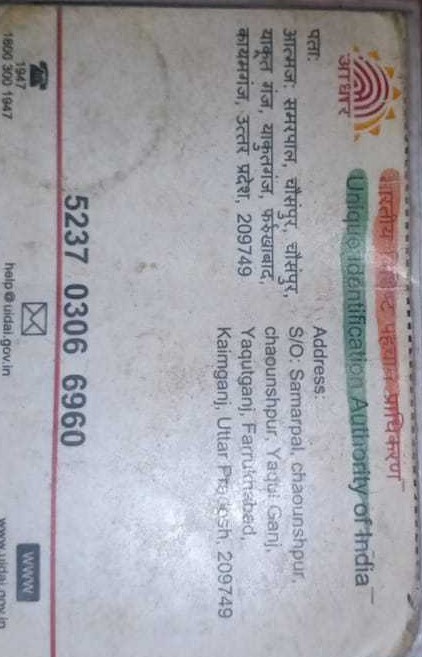 आधार
भारतीय पहचान प्राधिकरण
Unique Identification Authority of India
पता:
आत्मज: समरपाल, चौसंपुर, चौसंपुर,
याकूत गंज, याकुतगंज, फर्रुखाबाद,
कायमगंज, उत्तर प्रदेश, 209749
Address:
S/O. Samarpal, chaounshpur,
chaounshpur, Yaqut Ganj,
Yaqutganj, Farrukhabad,
Kaimganj, Uttar Pradesh, 209749
5237 0306 6960
1947
1800 300 1947
help@uidai.gov.in
www
www.uidai.gov.in